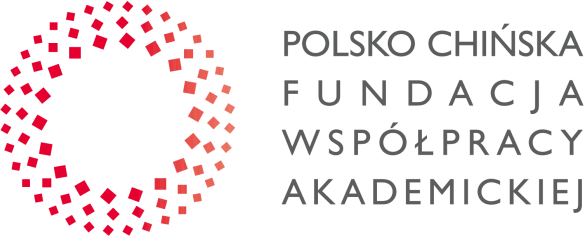 POLSKO CHIŃSKA
FUNDACJA
WSPÓŁPRACY
AKADEMICKIEJ